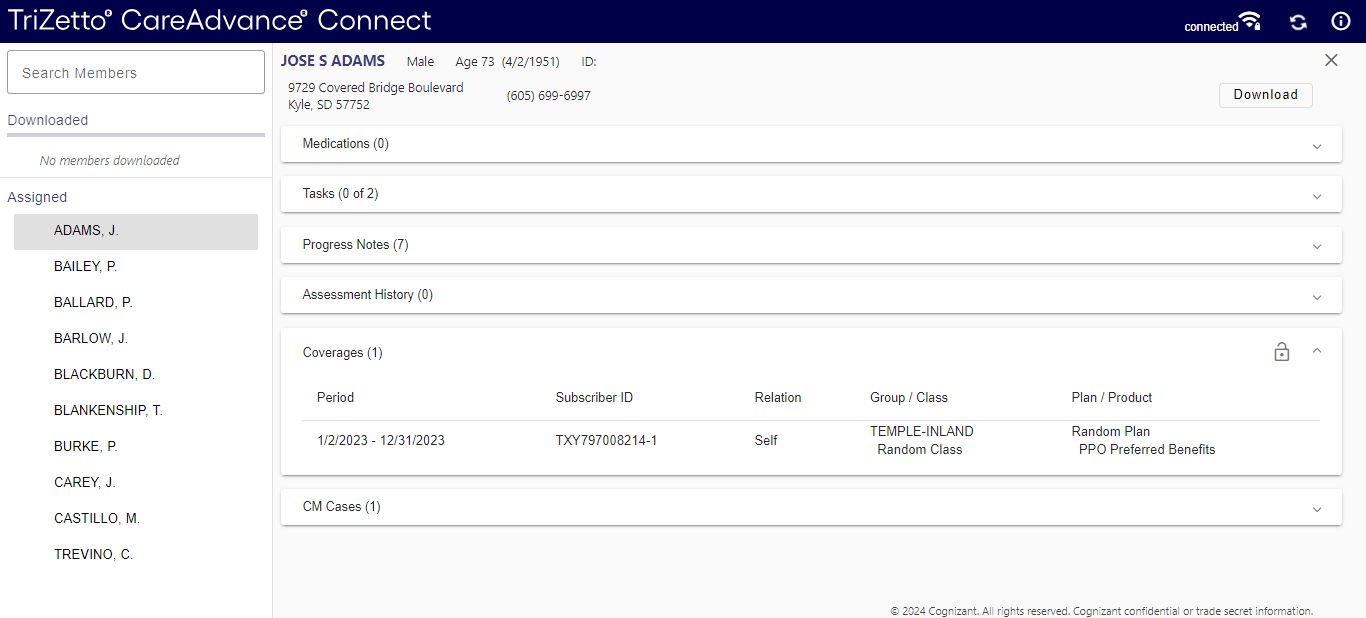 TriZetto® CareAdvance® Connect
connected
Search Members
Downloaded
No members downloaded
Assigned
ADAMS, J.
BAILEY, P.
BALLARD, P.
BARLOW, J.
BLACKBURN, D.
BLANKENSHIP, T.
BURKE, P.
CAREY, J.
CASTILLO, M.
TREVINO, C.
JOSE S ADAMS Male Age 73 (4/2/1951) ID:
9729 Covered Bridge Boulevard
Kyle, SD 57752
(605) 699-6997
Download
Medications (0)
Tasks (0 of 2)
Progress Notes (7)
Assessment History (0)
Coverages (1)
Period Subscriber ID Relation Group / Class Plan / Product
1/2/2023 - 12/31/2023 TXY797008214-1 Self TEMPLE-INLAND Random Plan
Random Class PPO Preferred Benefits
CM Cases (1)
© 2024 Cognizant. All rights reserved. Cognizant confidential or trade secret information.